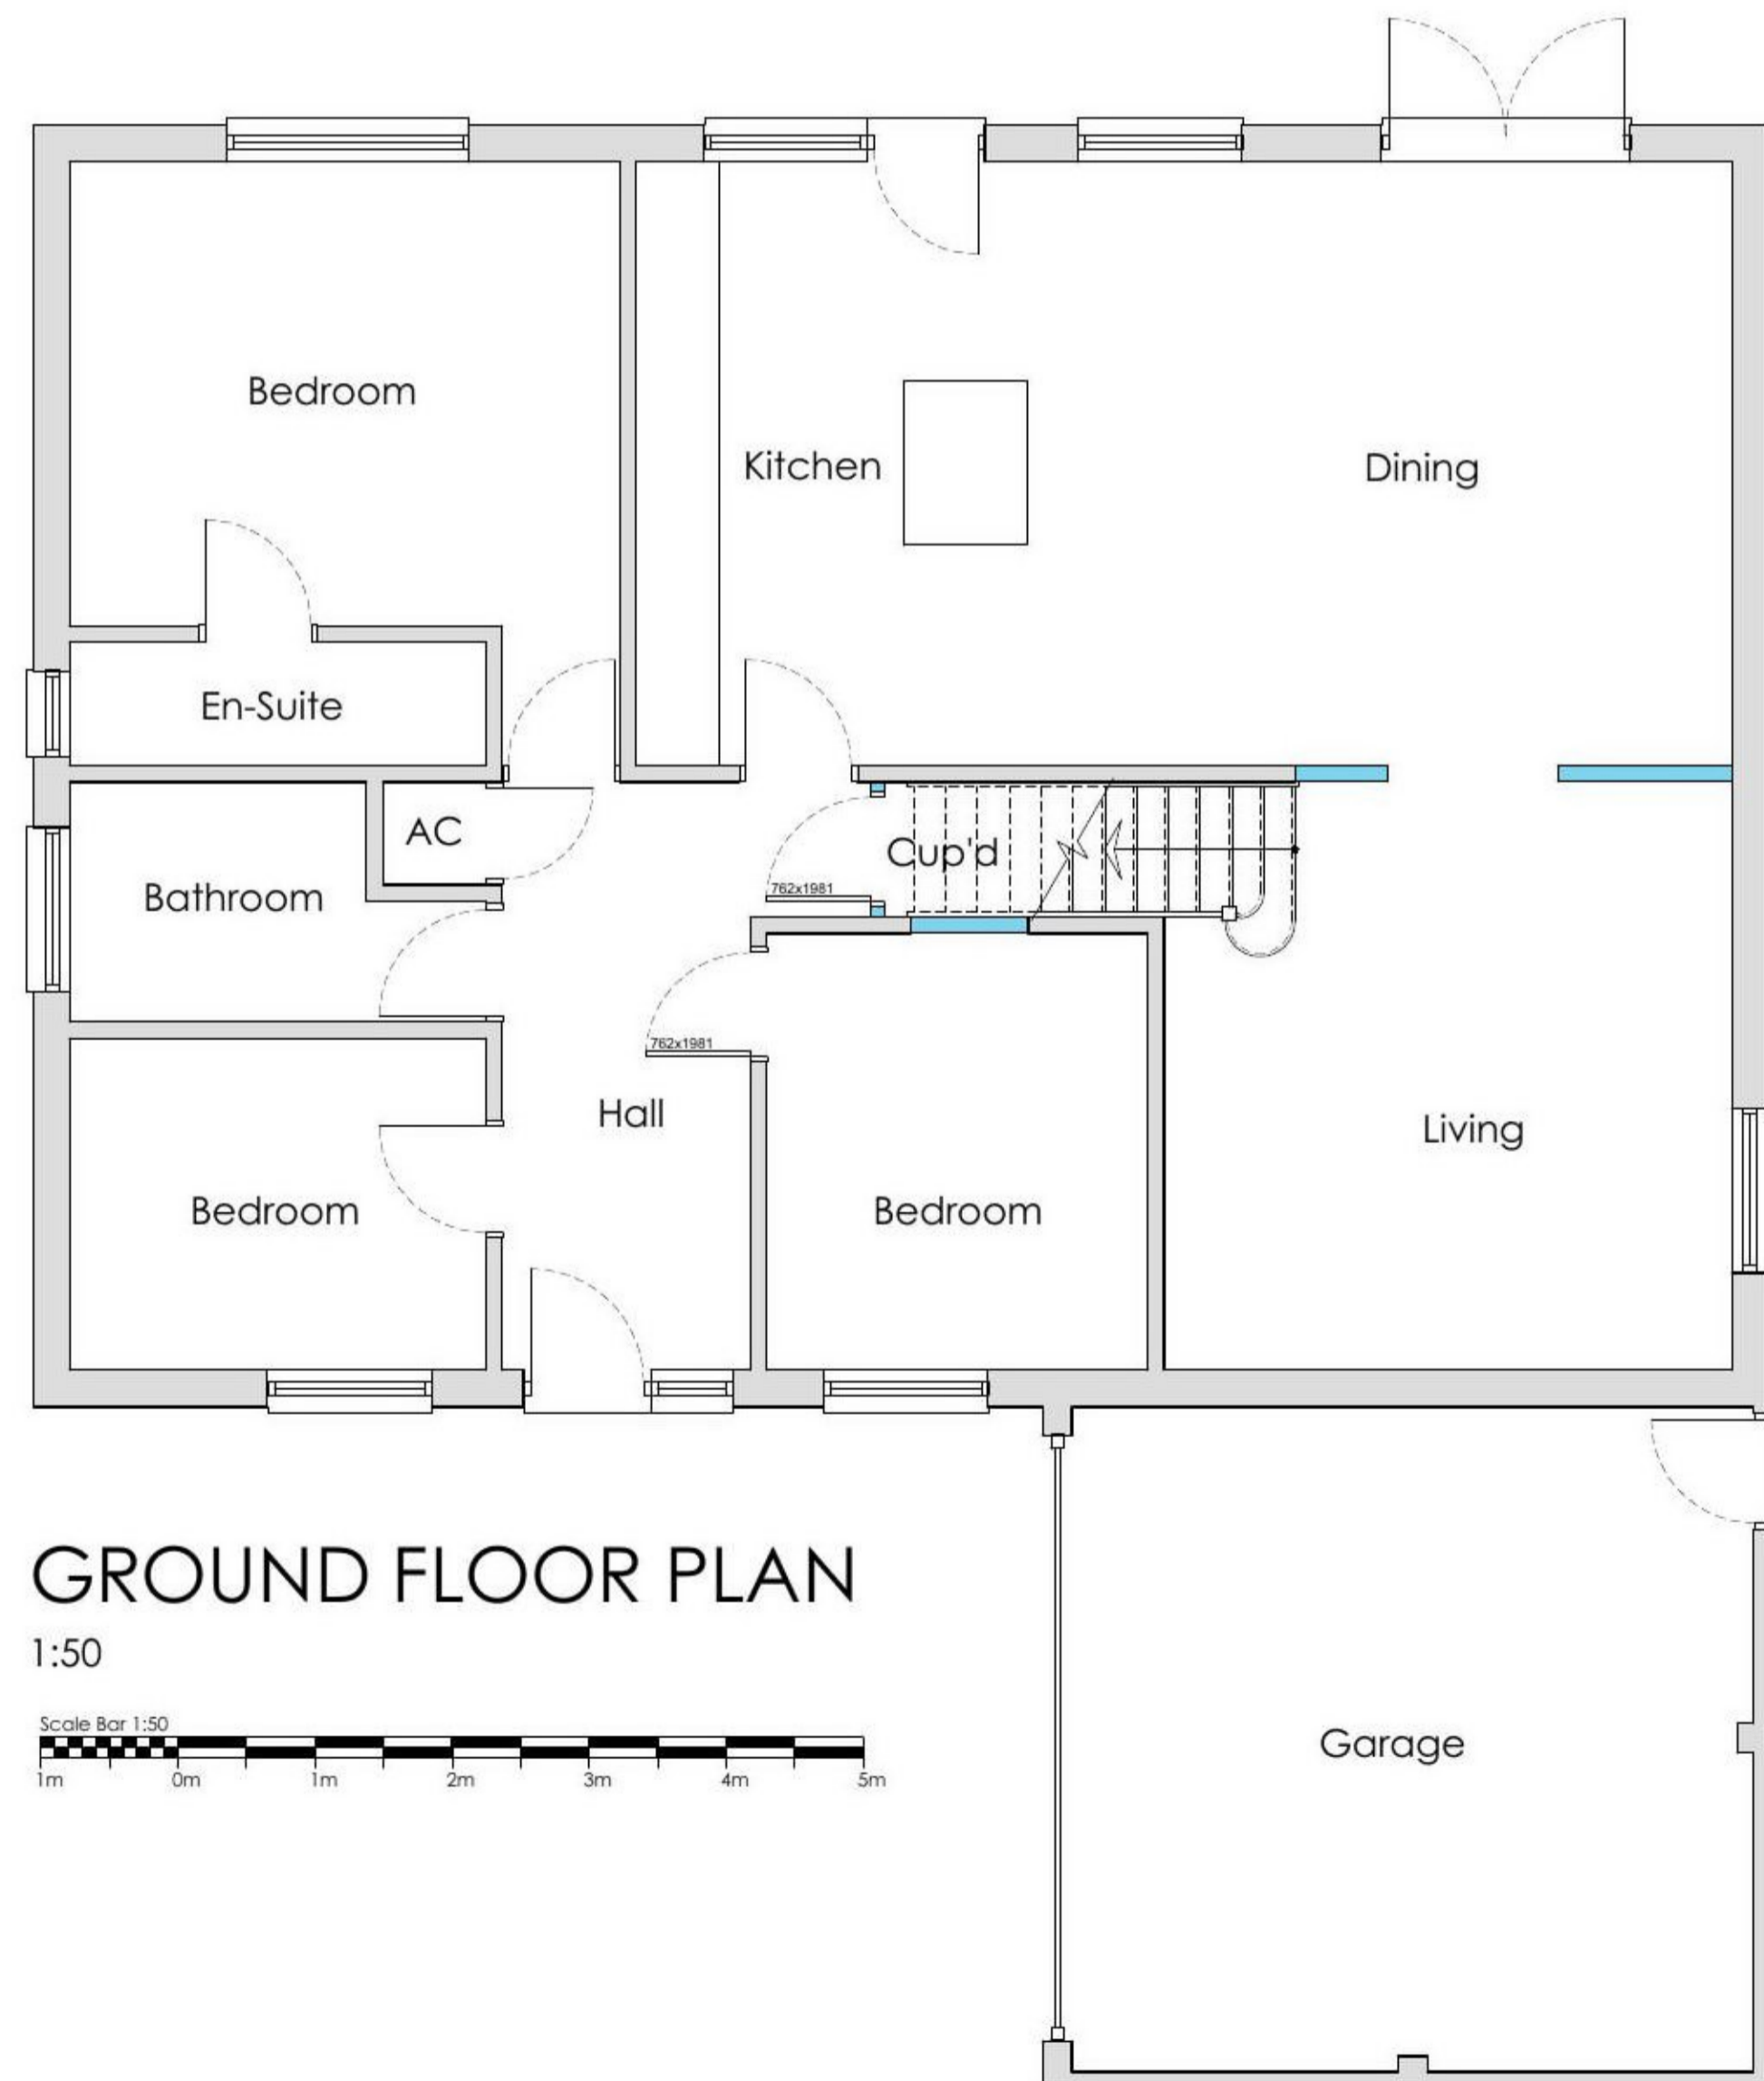 Bedroom
Kitchen
Dining
En-Suite
AC
Cup'd
Bathroom
762x1981
762x1981
Hall
Living
Bedroom
Bedroom
GROUND FLOOR PLAN
1:50
Scale Bar 1:50
1m 0m 1m 2m 3m 4m 5m
Garage